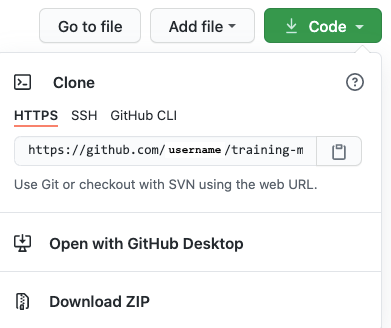 Go to file Add file Code
Clone
HTTPS SSH GitHub CLI
https://github.com/username/training-m
Use Git or checkout with SVN using the web URL.
Open with GitHub Desktop
Download ZIP